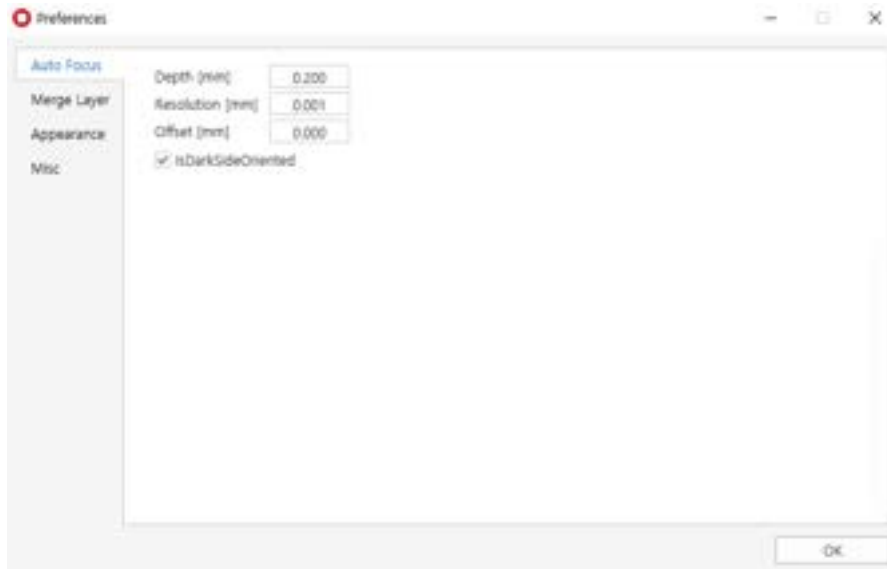 Preferences
Auto Focus
Merge Layer
Appearance
Misc
Depth [mm] 0.200
Resolution [mm] 0.001
Offset [mm] 0.000
IsDarkSideOriented
OK